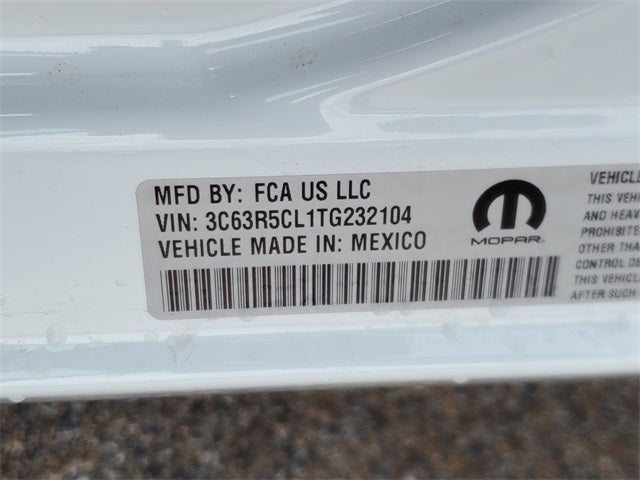 MFD BY: FCA US LLC
VIN: 3C63R5CL1TG232104
VEHICLE MADE IN: MEXICO
MOPAR
VEHICLE
THIS VEH
AND HEAV
PROHIBITE
OTHER THA
CONTROL DE
THIS VEHICL
AFTER SUCH